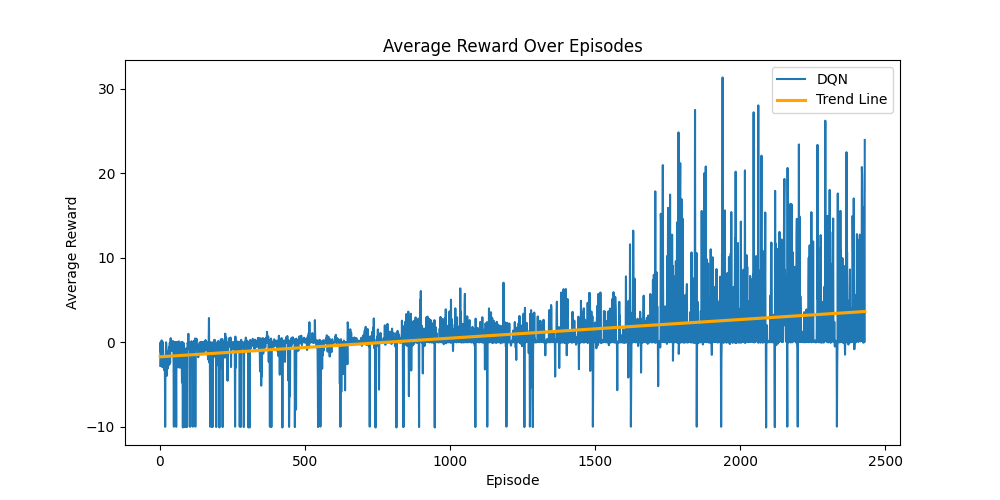 Average Reward Over Episodes
DQN
Trend Line
Average Reward
30
20
10
0
−10
0
500
1000
1500
2000
2500
Episode